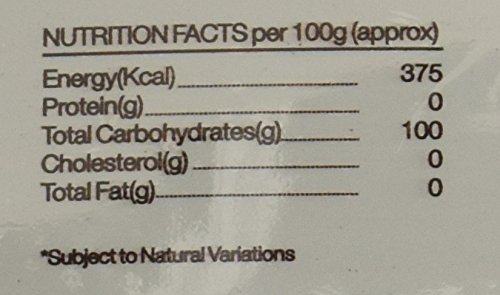 NUTRITION FACTS per 100g (approx)
Energy(Kcal) 375
Protein(g) 0
Total Carbohydrates(g) 100
Cholesterol(g) 0
Total Fat(g) 0
*Subject to Natural Variations